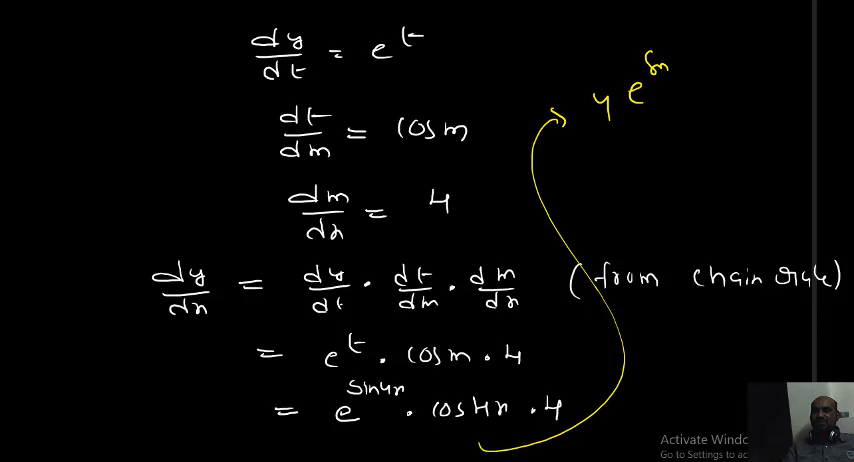 dy/dt = e^t
4 e^sin
dt/dm = cos m
dm/dx = 4
dy/dx = dy/dt . dt/dm . dm/dx (from chain rule)
= e^t . cos m . 4
= e^sin4x . cos4x . 4
Activate Windo
Go to Settings to ac